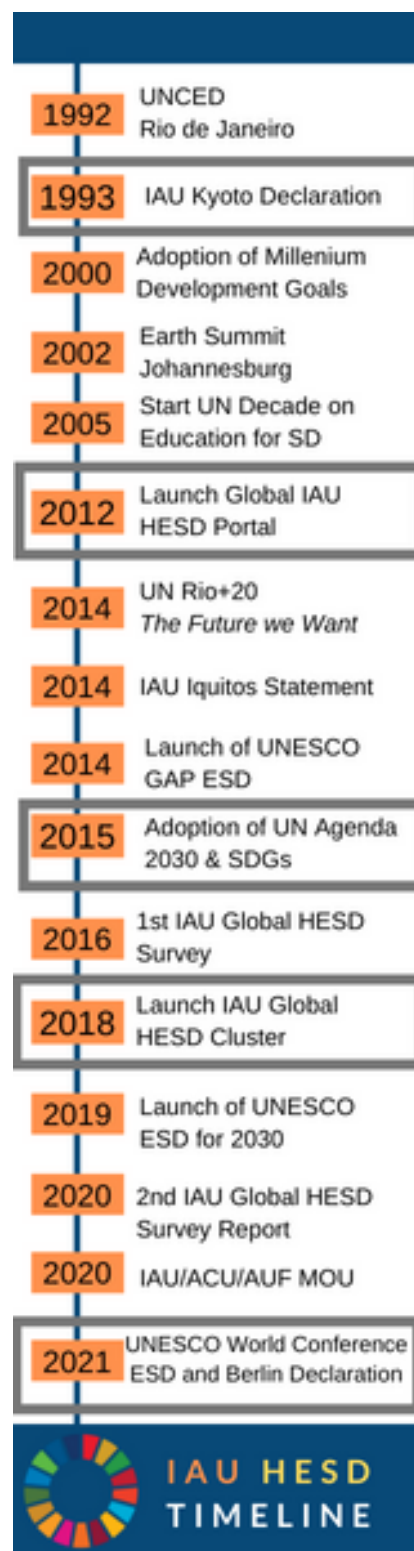 1992
UNCED
Rio de Janeiro
1993
IAU Kyoto Declaration
2000
Adoption of Millenium
Development Goals
2002
Earth Summit
Johannesburg
2005
Start UN Decade on
Education for SD
2012
Launch Global IAU
HESD Portal
2014
UN Rio+20
The Future we Want
2014
IAU Iquitos Statement
2014
Launch of UNESCO
GAP ESD
2015
Adoption of UN Agenda
2030 & SDGs
2016
1st IAU Global HESD
Survey
2018
Launch IAU Global
HESD Cluster
2019
Launch of UNESCO
ESD for 2030
2020
2nd IAU Global HESD
Survey Report
2020
IAU/ACU/AUF MOU
2021
UNESCO World Conference
ESD and Berlin Declaration
IAU HESD
TIMELINE